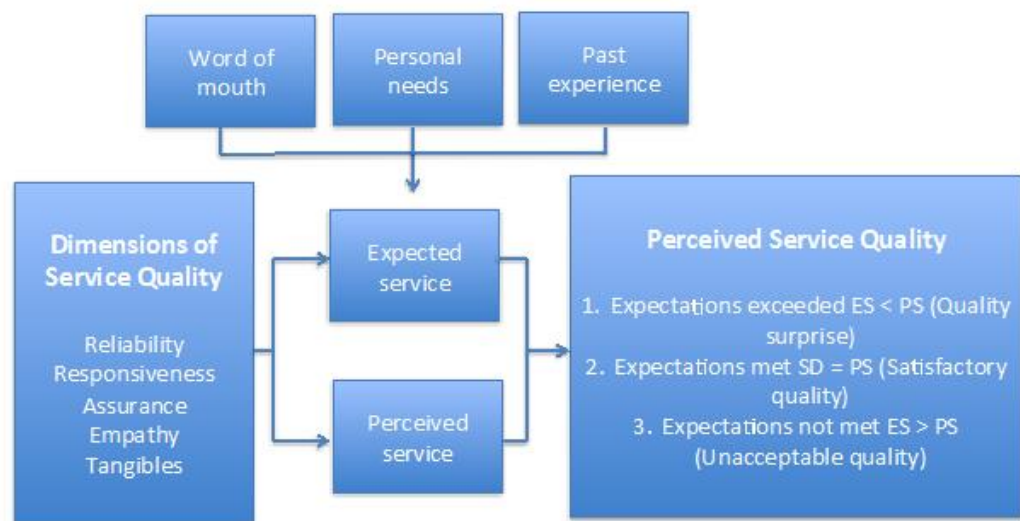 Word of
mouth
Personal
needs
Past
experience
Dimensions of
Service Quality
Reliability
Responsiveness
Assurance
Empathy
Tangibles
Expected
service
Perceived
service
Perceived Service Quality
1. Expectations exceeded ES < PS (Quality
surprise)
2. Expectations met SD = PS (Satisfactory
quality)
3. Expectations not met ES > PS
(Unacceptable quality)